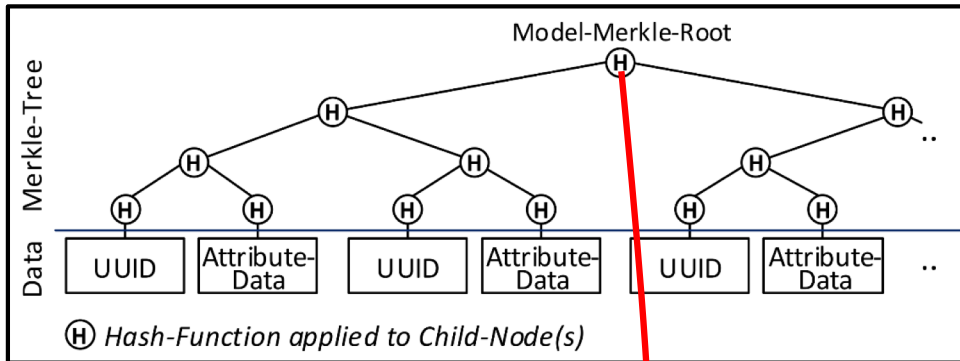 Model-Merkle-Root
Merkle-Tree
H
H
H
H
H
H
H
H
H
H
H
H
..
Data
UUID
Attribute-
Data
UUID
Attribute-
Data
UUID
Attribute-
Data
..
H Hash-Function applied to Child-Node(s)